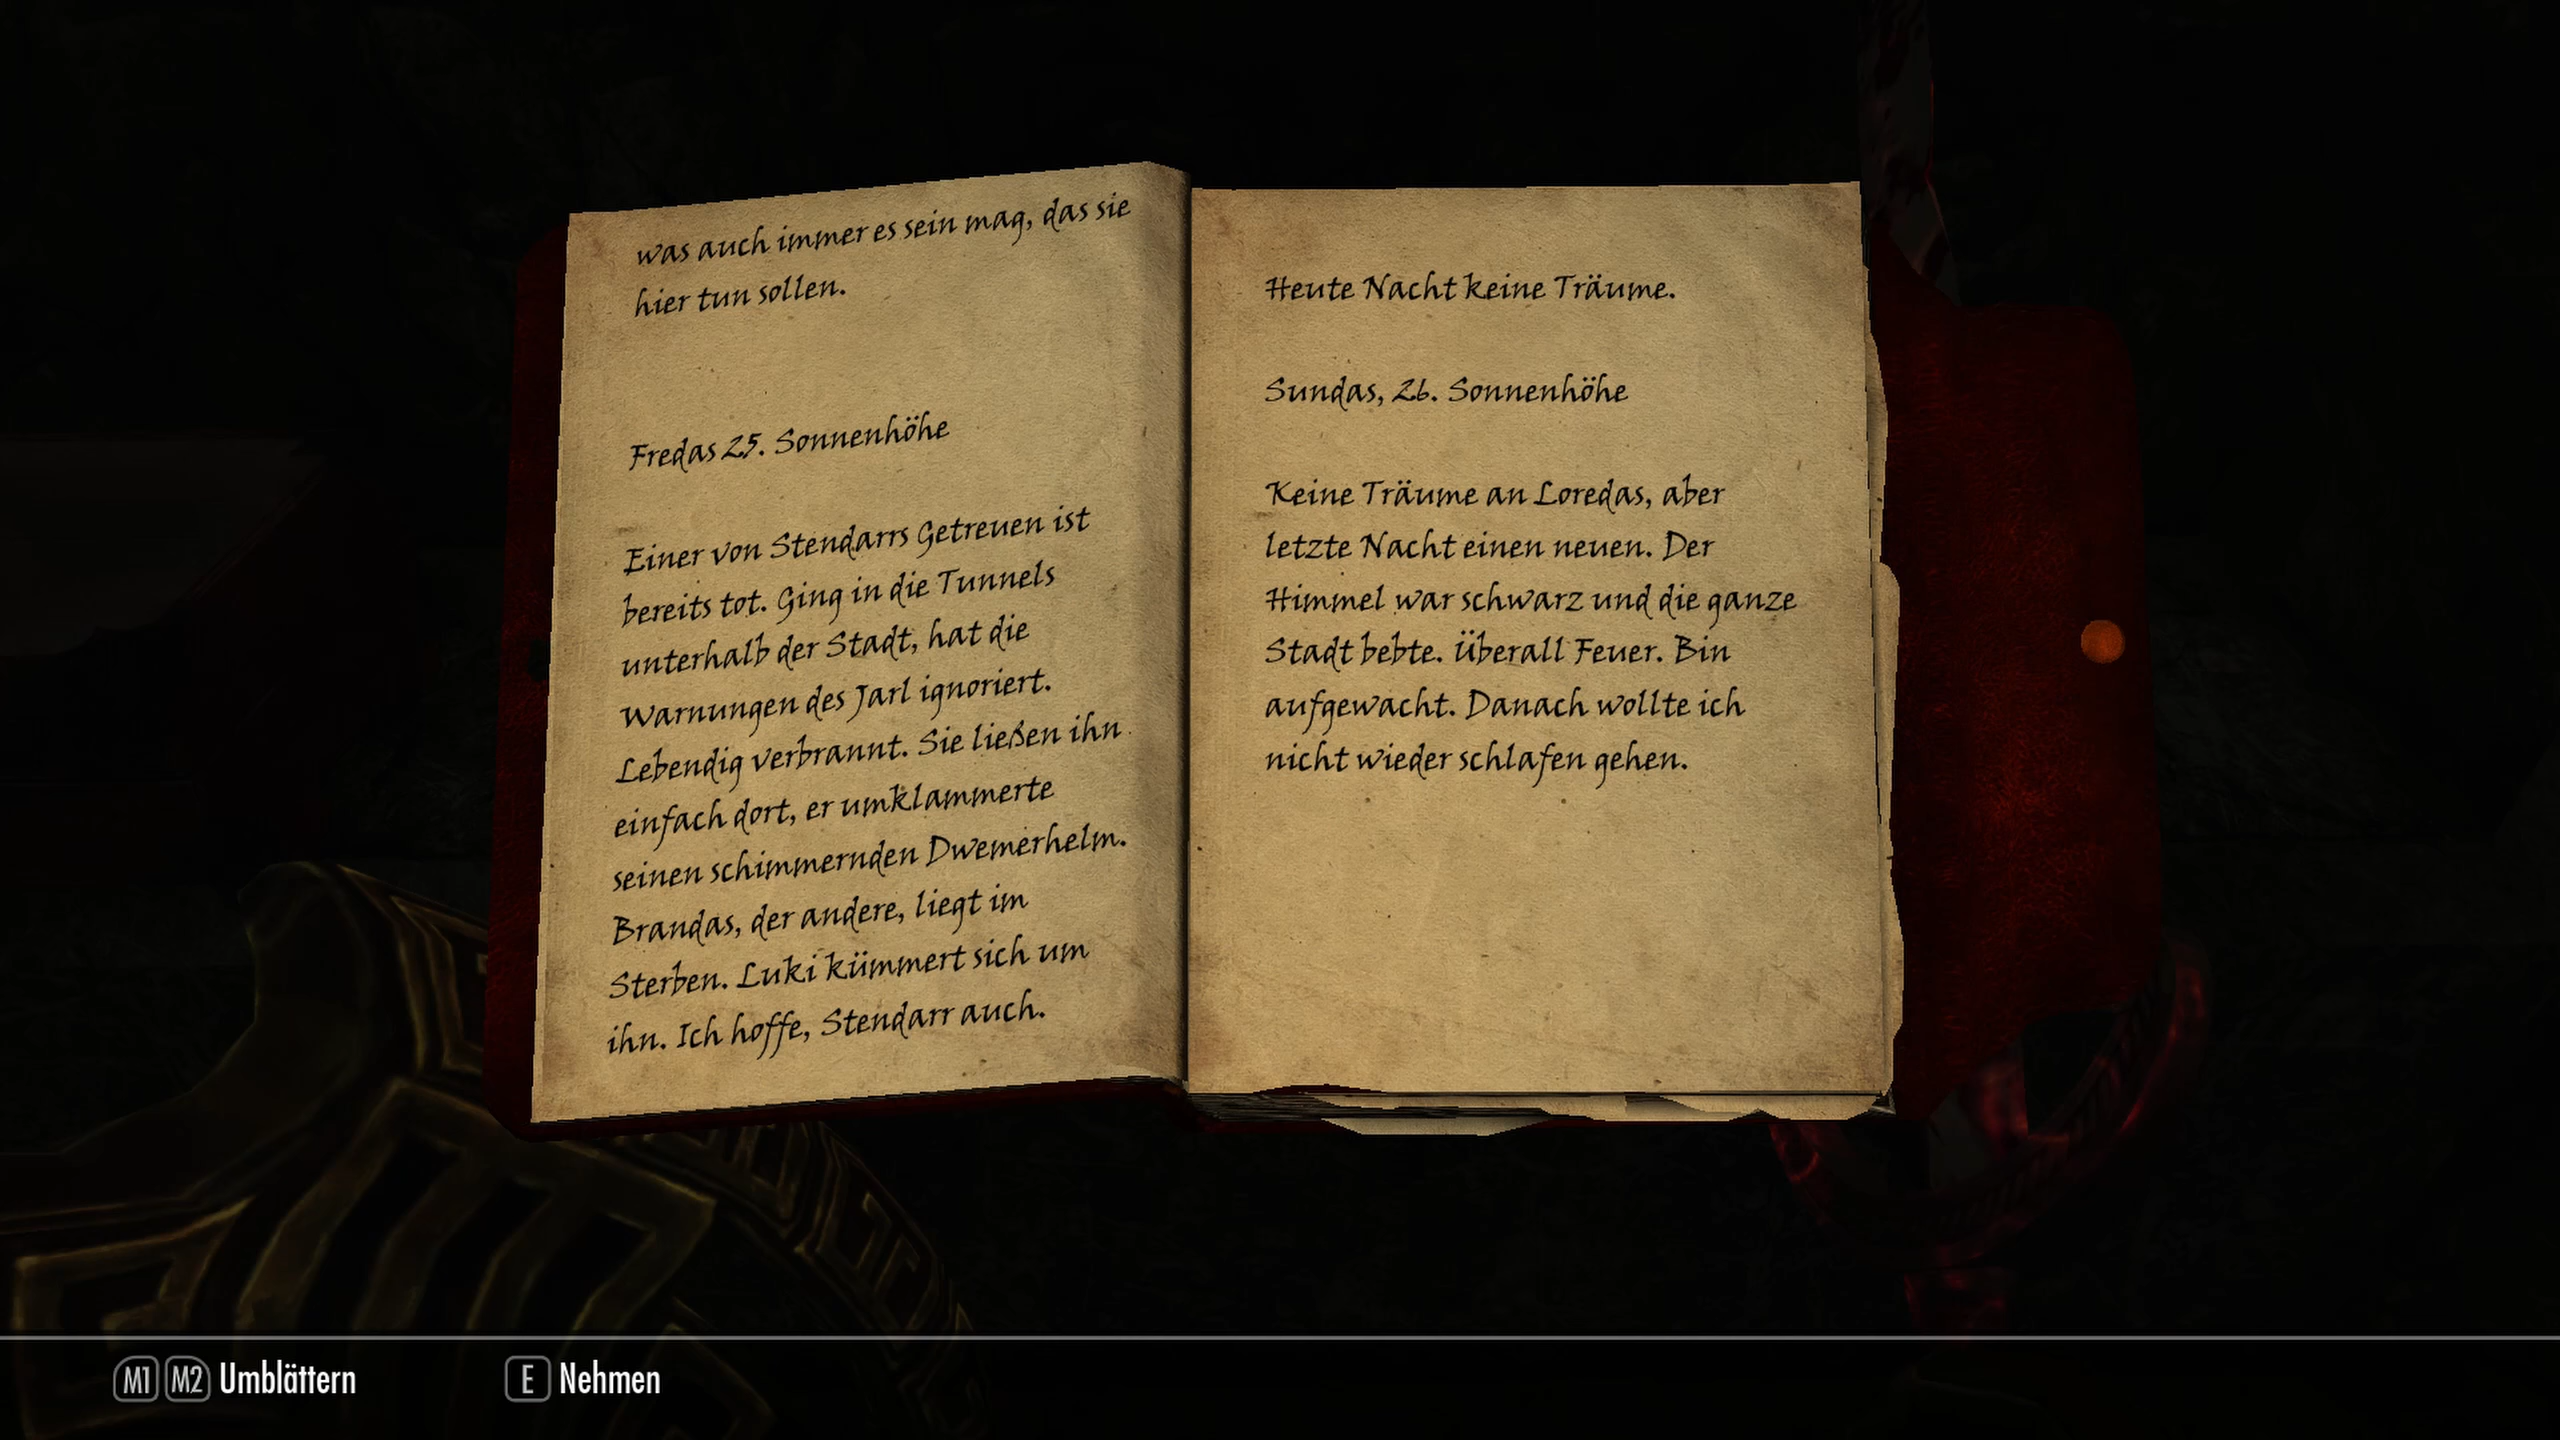 was auch immer es sein mag, das sie
hier tun sollen.
Fredas 25. Sonnenhöhe
Einer von Stendarrs Getreuen ist
bereits tot. Ging in die Tunnels
unterhalb der Stadt, hat die
Warnungen des Jarl ignoriert.
Lebendig verbrannt. Sie ließen ihn
einfach dort, er umklammerte
seinen schimmernden Dwemerhelm.
Brandas, der andere, liegt im
Sterben. Luki kümmert sich um
ihn. Ich hoffe, Stendarr auch.
Heute Nacht keine Träume.
Sundas, 26. Sonnenhöhe
Keine Träume an Loredas, aber
letzte Nacht einen neuen. Der
Himmel war schwarz und die ganze
Stadt bebte. Überall Feuer. Bin
aufgewacht. Danach wollte ich
nicht wieder schlafen gehen.
M1 M2 Umblättern
E Nehmen